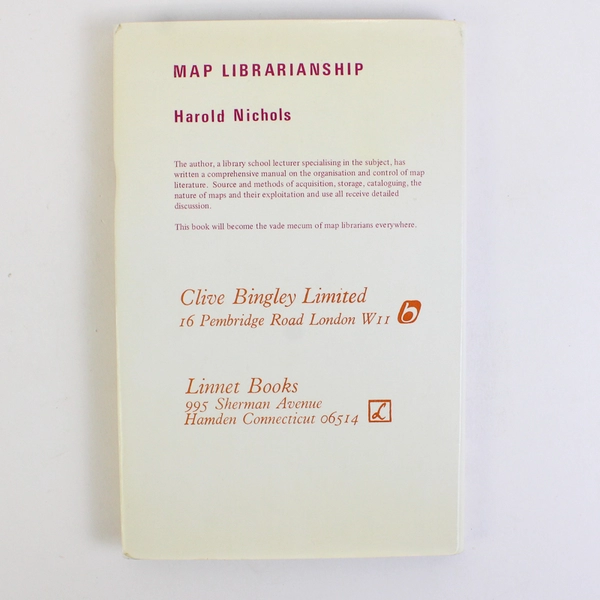 MAP LIBRARIANSHIP
Harold Nichols
The author, a library school lecturer specialising in the subject, has
written a comprehensive manual on the organisation and control of map
literature. Source and methods of acquisition, storage, cataloguing, the
nature of maps and their exploitation and use all receive detailed
discussion.
This book will become the vade mecum of map librarians everywhere.
Clive Bingley Limited
16 Pembridge Road London W11
b
Linnet Books
995 Sherman Avenue
Hamden Connecticut 06514
L